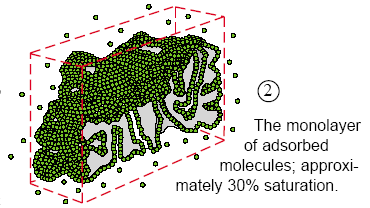 2
The monolayer
of adsorbed
molecules; approxi-
mately 30% saturation.